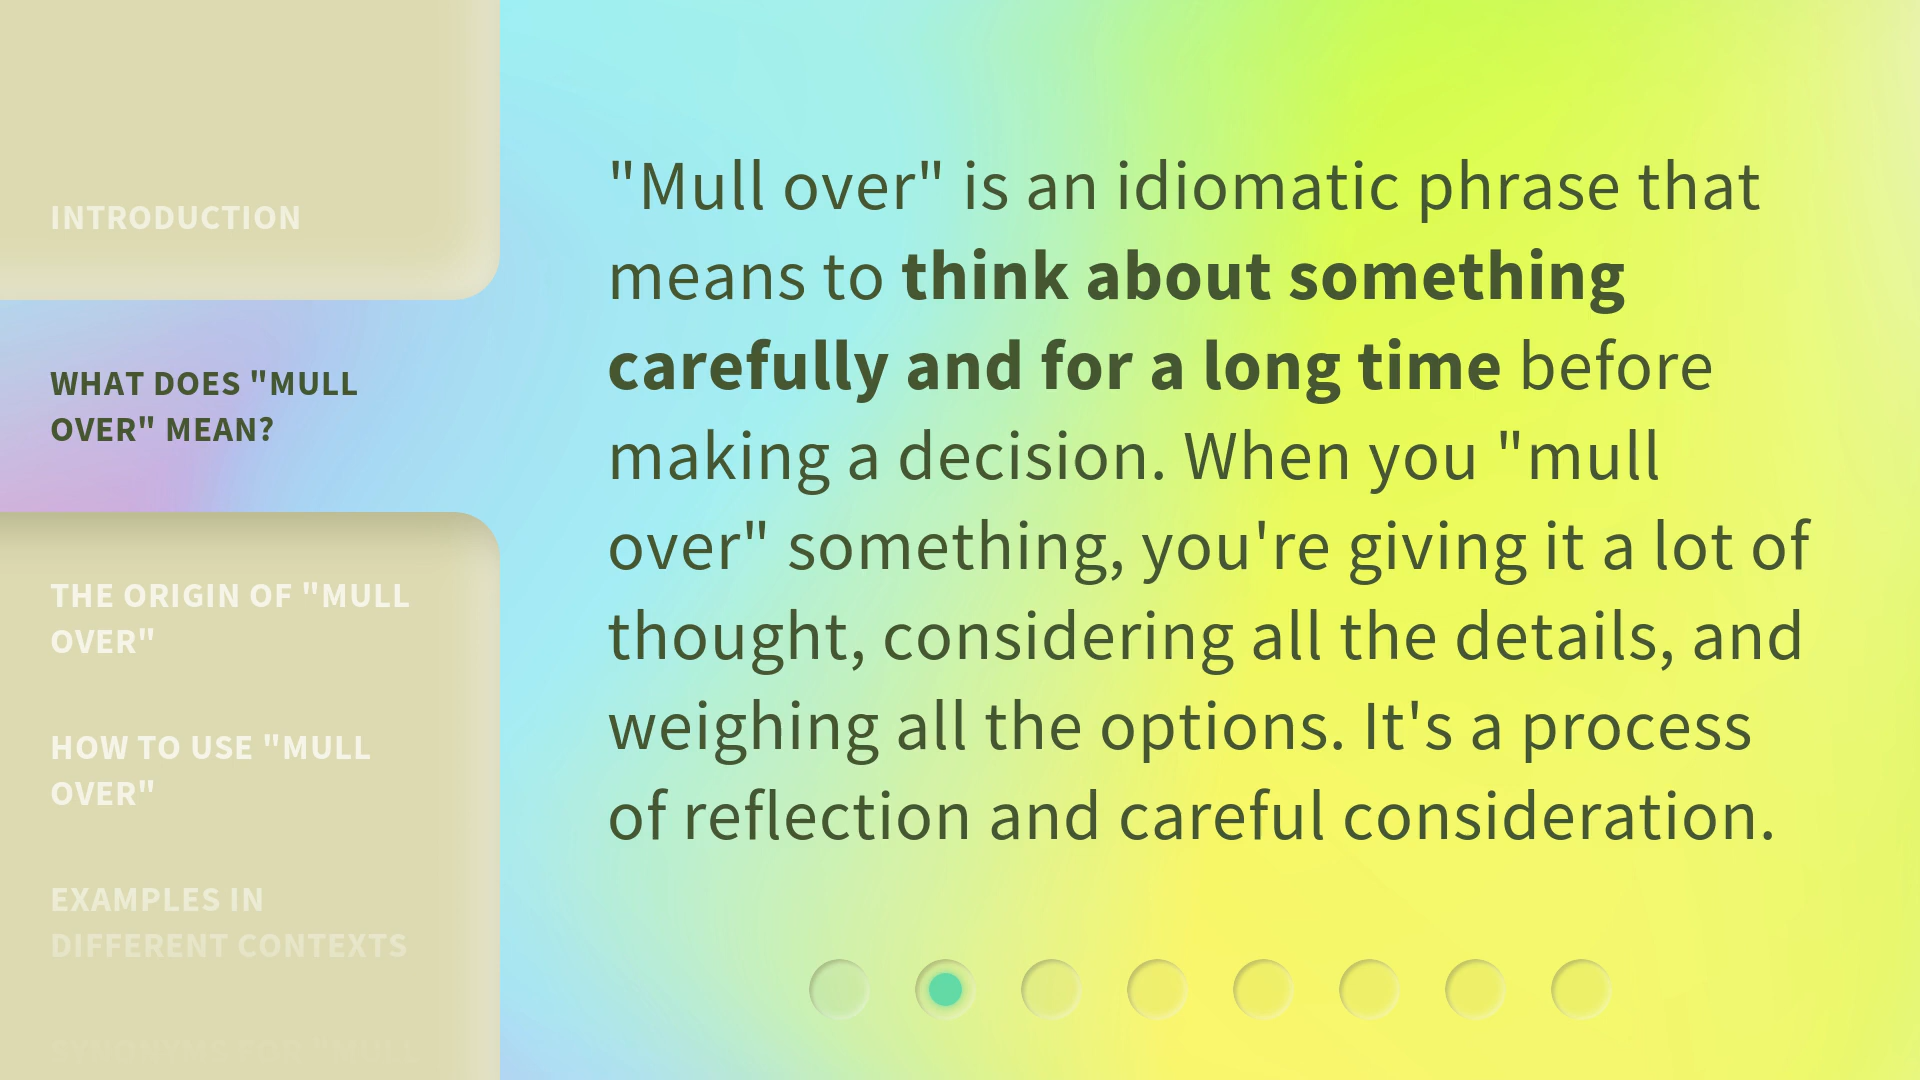 INTRODUCTION
WHAT DOES "MULL
OVER" MEAN?
THE ORIGIN OF "MULL
OVER"
HOW TO USE "MULL
OVER"
EXAMPLES IN
DIFFERENT CONTEXTS
SYNONYMS FOR "MULL
"Mull over" is an idiomatic phrase that
means to think about something
carefully and for a long time before
making a decision. When you "mull
over" something, you're giving it a lot of
thought, considering all the details, and
weighing all the options. It's a process
of reflection and careful consideration.